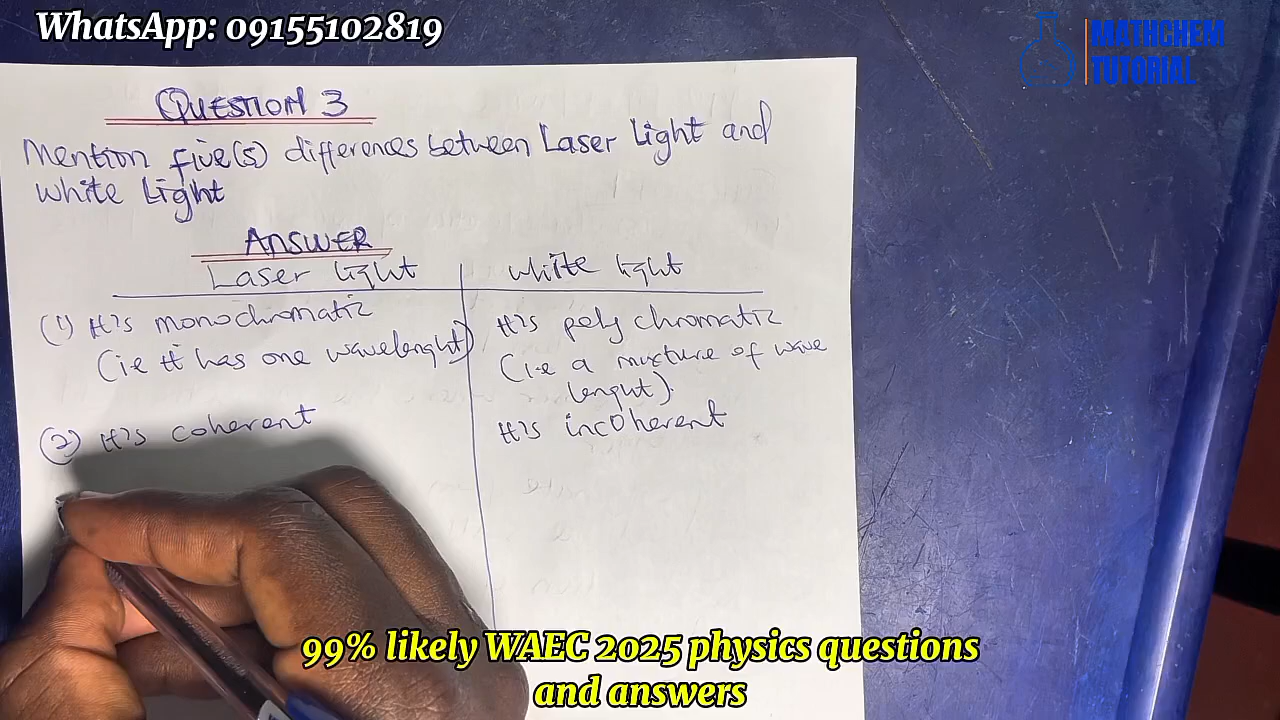 WhatsApp: 09155102819
MATHCHEM
TUTORIAL
QUESTION 3
Mention five(5) differences between Laser Light and
white Light
ANSWER
Laser light
white light
(1) It's monochromatic
(ie it has one wavelenght)
It's polychromatic
(i.e a mixture of wave
lenght).
(2) It's coherent
It's incoherent
99% likely WAEC 2025 physics questions
and answers